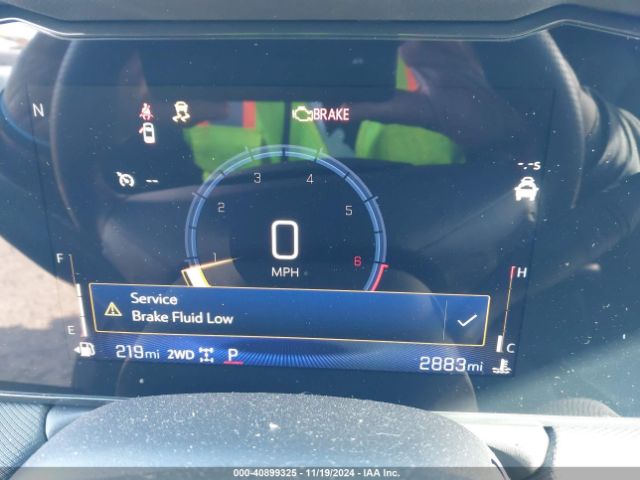 N
BRAKE
--s
--
3 4
2 5
1 6
0
MPH
F
H
Service
Brake Fluid Low
E
C
219mi 2WD P
2883mi
000-40899325 | 11/19/2024 | IAA Inc.